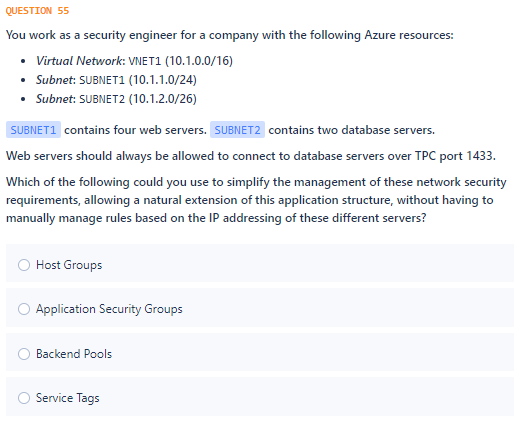 QUESTION 55
You work as a security engineer for a company with the following Azure resources:
• Virtual Network: VNET1 (10.1.0.0/16)
• Subnet: SUBNET1 (10.1.1.0/24)
• Subnet: SUBNET2 (10.1.2.0/26)
SUBNET1 contains four web servers. SUBNET2 contains two database servers.
Web servers should always be allowed to connect to database servers over TPC port 1433.
Which of the following could you use to simplify the management of these network security
requirements, allowing a natural extension of this application structure, without having to
manually manage rules based on the IP addressing of these different servers?
Host Groups
Application Security Groups
Backend Pools
Service Tags